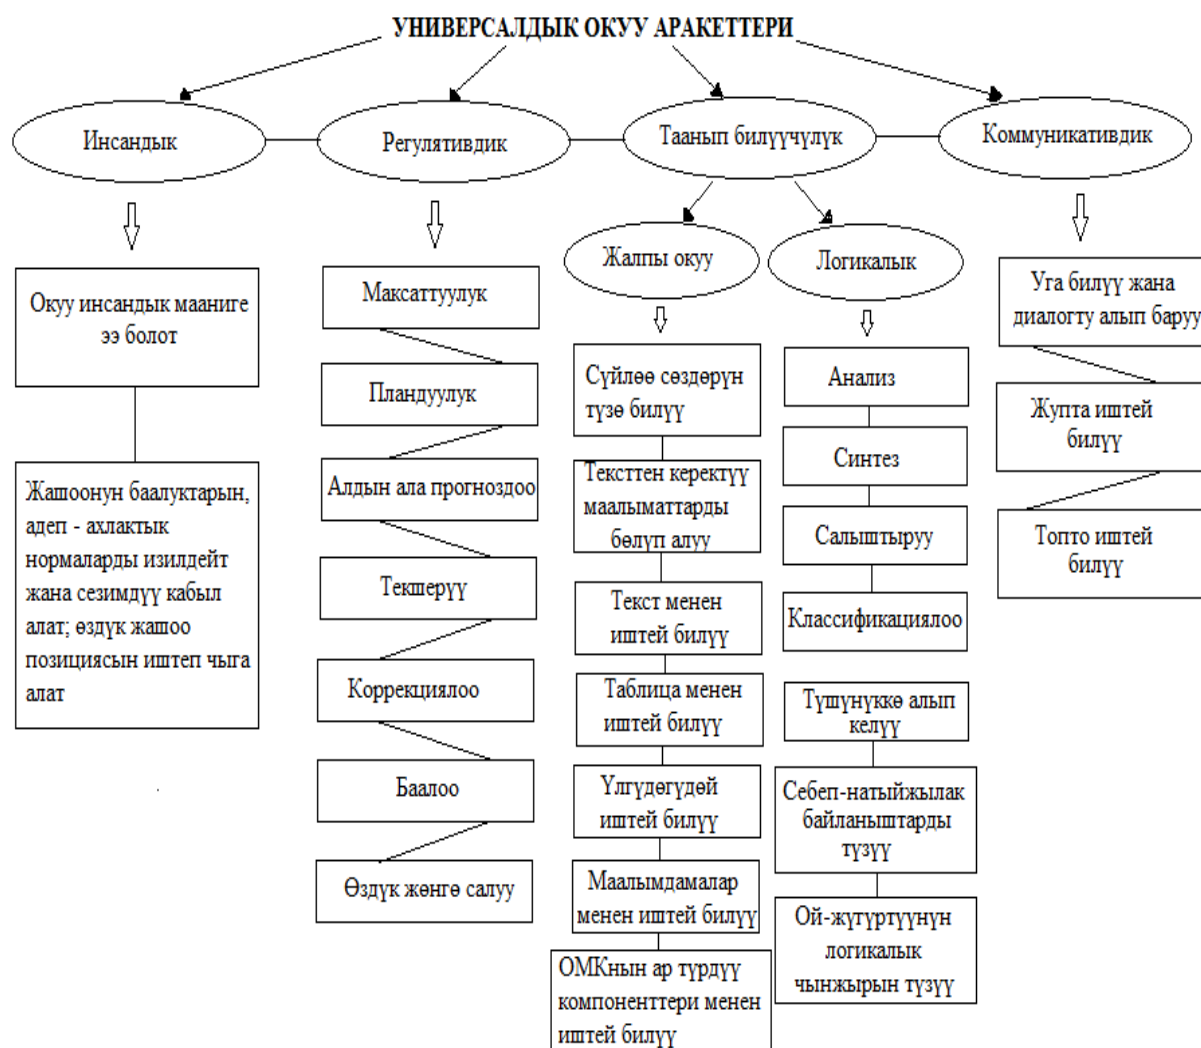 УНИВЕРСАЛДЫК ОКУУ АРАКЕТТЕРИ
Инсандык
Регулятивдик
Таанып билүүчүлүк
Коммуникативдик
Окуу инсандык мааниге
ээ болот
Жашоонун баалуктарын,
адеп - ахлактык
нормаларды изилдейт
жана сезимдүү кабыл
алат; өздүк жашоо
позициясын иштеп чыга
алат
Максаттуулук
Пландуулук
Алдын ала прогноздоо
Текшерүү
Коррекциялоо
Баалоо
Өздүк жөнгө салуу
Жалпы окуу
Сүйлөө сөздөрүн
түзө билүү
Тексттен керектүү
маалыматтарды
бөлүп алуу
Текст менен
иштей билүү
Таблица менен
иштей билүү
Үлгүдөгүдөй
иштей билүү
Маалымдамалар
менен иштей билүү
ОМКнын ар түрдүү
компоненттери менен
иштей билүү
Логикалык
Анализ
Синтез
Салыштыруу
Классификациялоо
Түшүнүккө алып
келүү
Себеп-натыйжылак
байланыштарды
түзүү
Ой-жүгүртүүнүн
логикалык
чынжырын түзүү
Уга билүү жана
диалогту алып баруу
Жупта иштей
билүү
Топто иштей
билүү